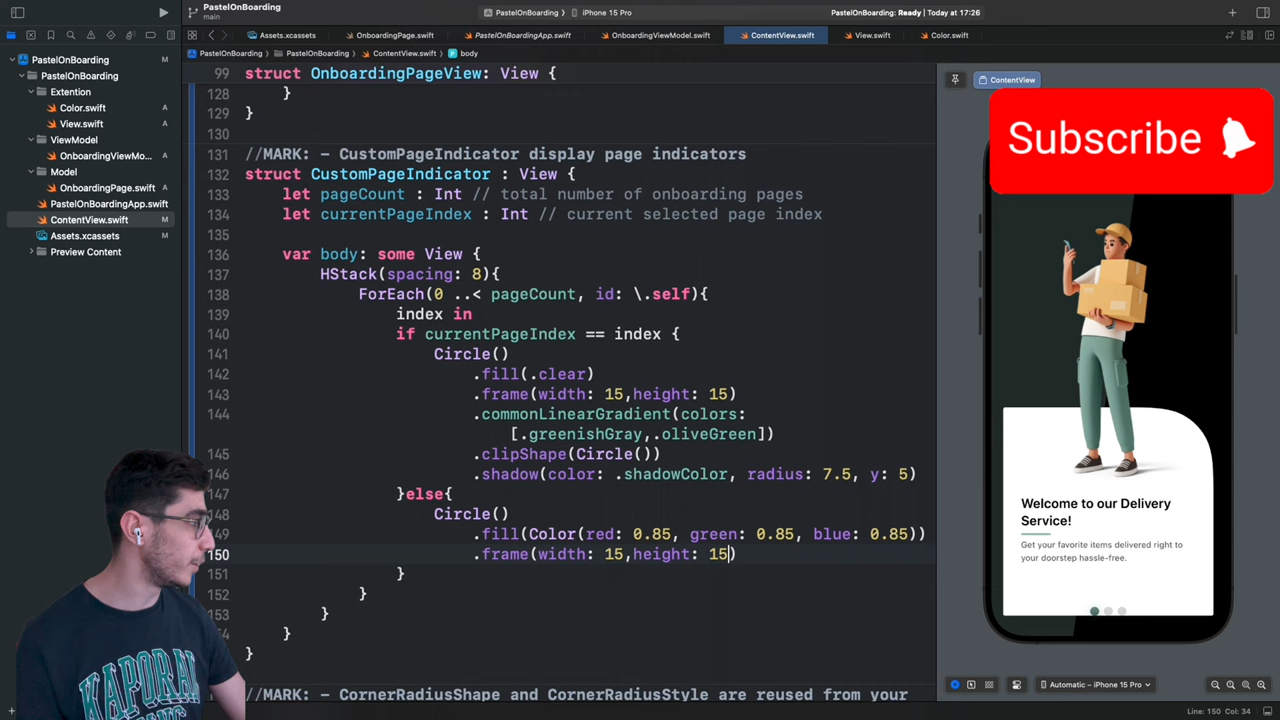 PastelOnBoarding
main
PastelOnBoarding
iPhone 15 Pro
PastelOnBoarding: Ready | Today at 17:26
Assets.xcassets
OnboardingPage.swift
PastelOnBoardingApp.swift
OnboardingViewModel.swift
ContentView.swift
View.swift
Color.swift
PastelOnBoarding
PastelOnBoarding
ContentView.swift
body
PastelOnBoarding M
PastelOnBoarding
Extention
Color.swift A
View.swift A
ViewModel
OnboardingViewMo... A
Model
OnboardingPage.swift A
PastelOnBoardingApp.swift
ContentView.swift M
Assets.xcassets M
Preview Content
99 struct OnboardingPageView: View {
128 }
129 }
130
131 //MARK: - CustomPageIndicator display page indicators
132 struct CustomPageIndicator : View {
133 let pageCount : Int // total number of onboarding pages
134 let currentPageIndex : Int // current selected page index
135
136 var body: some View {
137 HStack(spacing: 8){
138 ForEach(0 ..< pageCount, id: \.self){
139 index in
140 if currentPageIndex == index {
141 Circle()
142 .fill(.clear)
143 .frame(width: 15,height: 15)
144 .commonLinearGradient(colors:
[.greenishGray,.oliveGreen])
145 .clipShape(Circle())
146 .shadow(color: .shadowColor, radius: 7.5, y: 5)
147 }else{
148 Circle()
149 .fill(Color(red: 0.85, green: 0.85, blue: 0.85))
150 .frame(width: 15,height: 15)
151 }
152 }
153 }
154 }
}
//MARK: - CornerRadiusShape and CornerRadiusStyle are reused from your
ContentView
Subscribe
Welcome to our Delivery
Service!
Get your favorite items delivered right to
your doorstep hassle-free.
Automatic – iPhone 15 Pro
Line: 150 Col: 34
KAPORAL